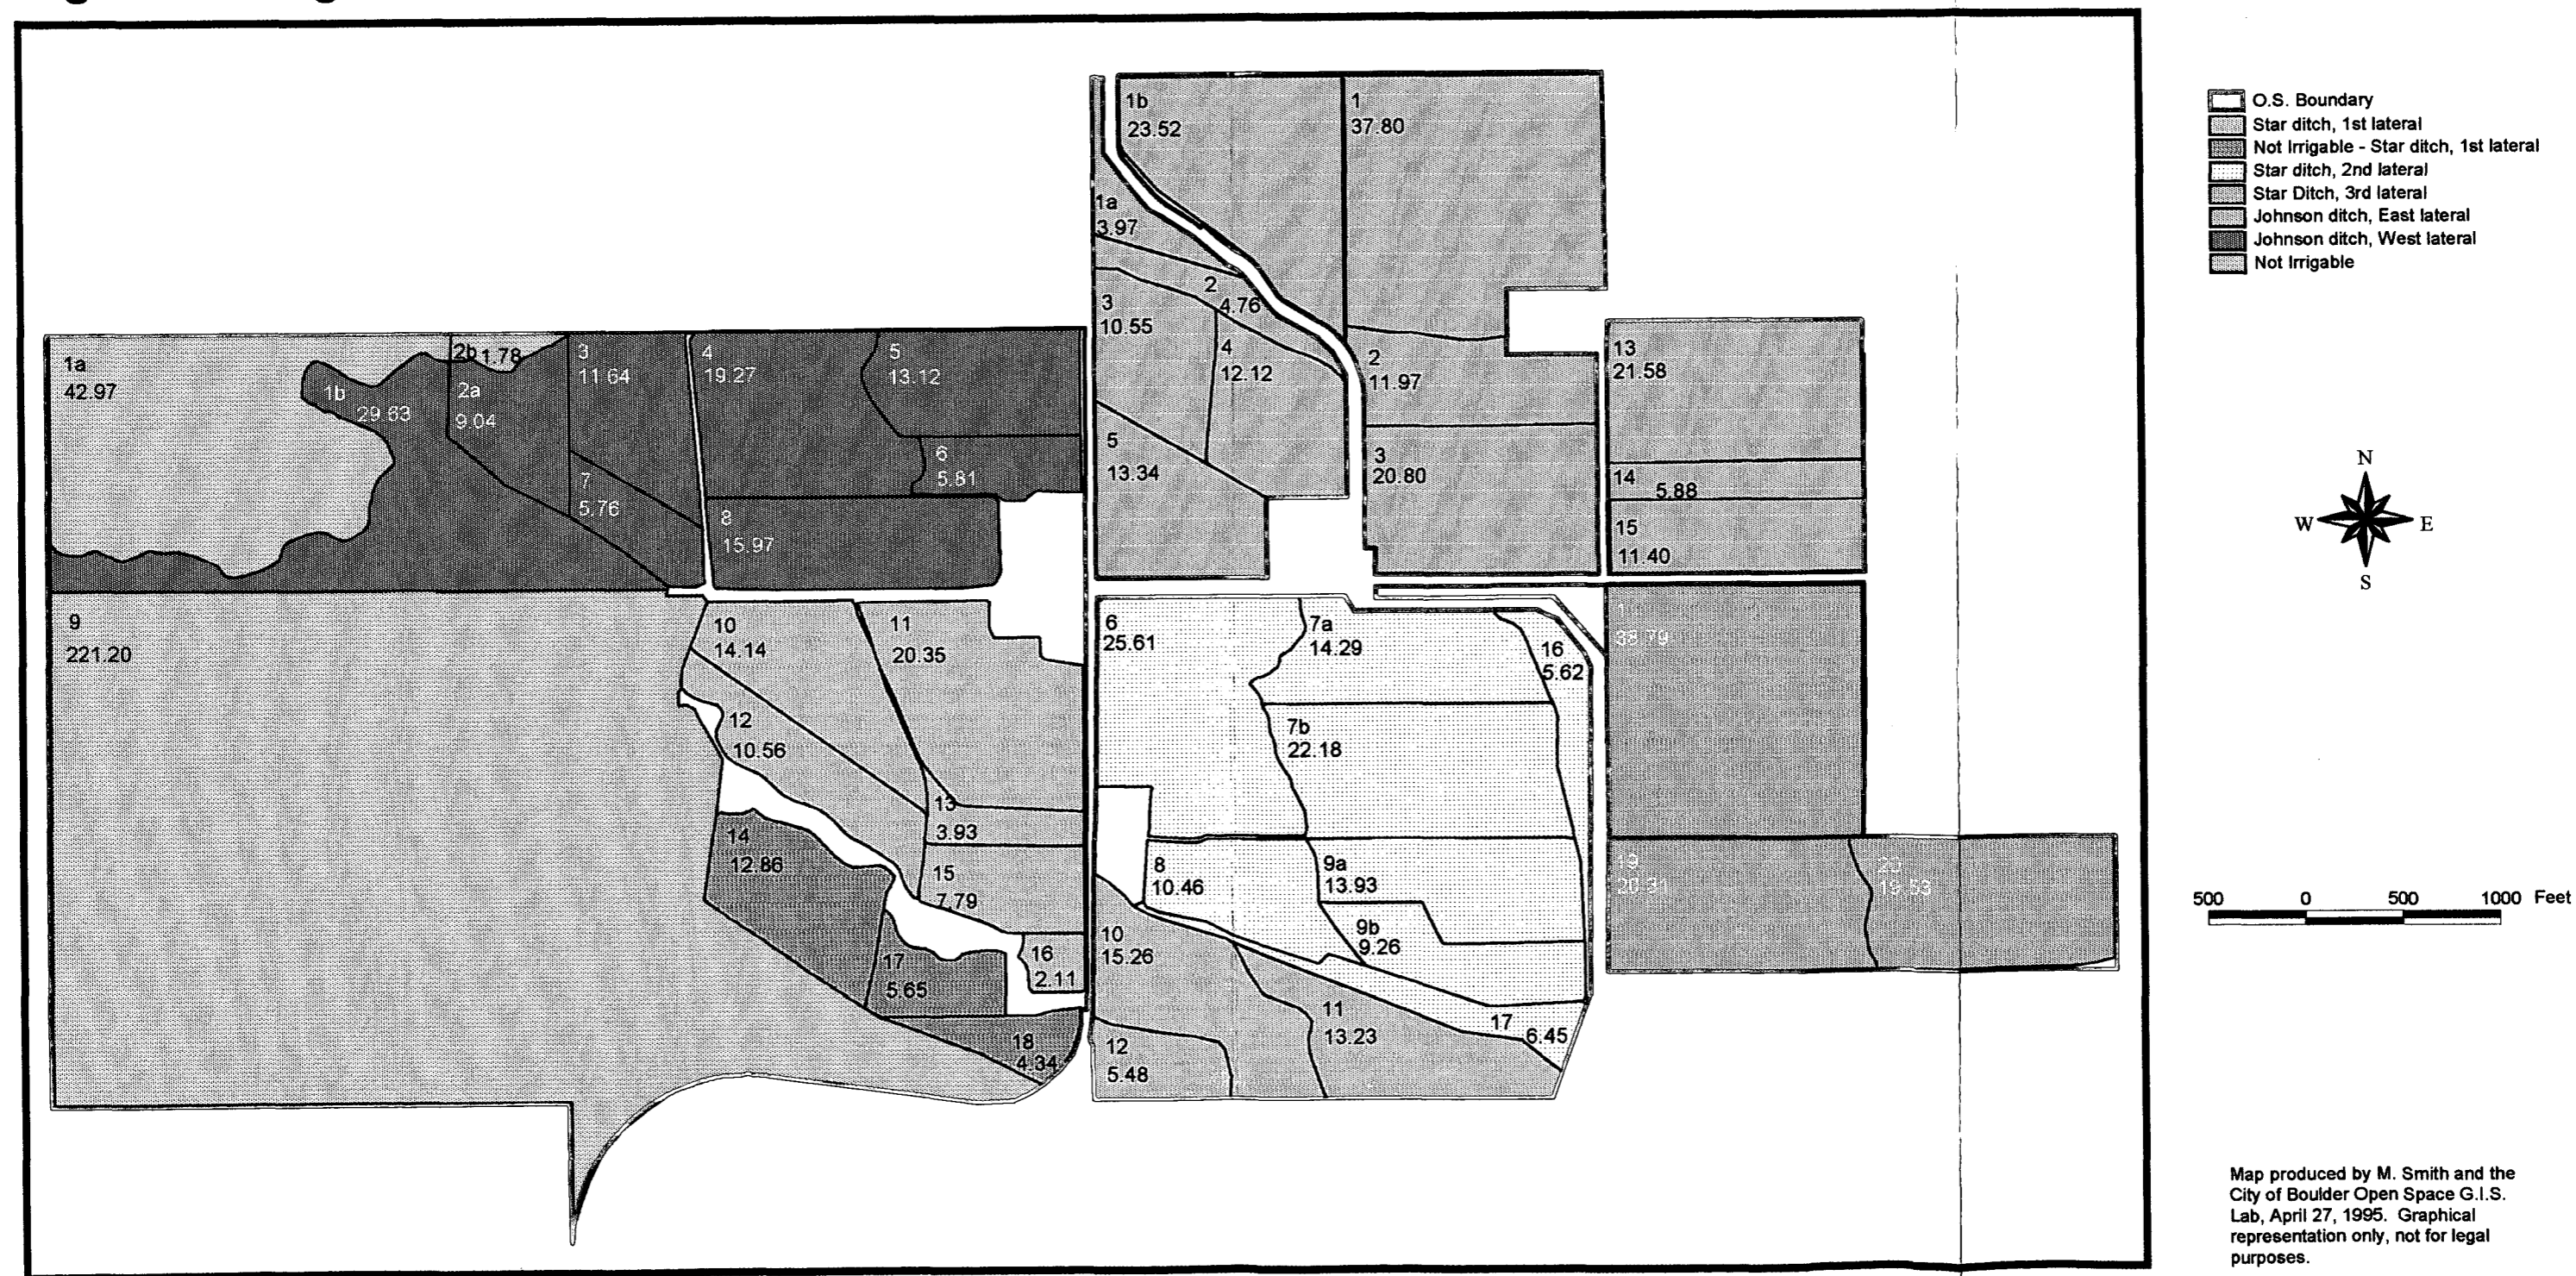 1b
23.52
1
37.80
1a
3.97
2
4.76
3
10.55
4
12.12
2
11.97
5
13.34
3
20.80
13
21.58
14
5.88
15
11.40
1a
42.97
1b
29.63
2b 1.78
2a
9.04
3
11.64
4
19.27
5
13.12
6
5.81
7
5.76
8
15.97
9
221.20
10
14.14
11
20.35
12
10.56
13
3.93
14
12.86
15
7.79
16
2.11
17
5.65
18
4.34
6
25.61
7a
14.29
16
5.62
7b
22.18
8
10.46
9a
13.93
9b
9.26
10
15.26
11
13.23
17
6.45
12
5.48
38.79
19
20.31
O.S. Boundary
Star ditch, 1st lateral
Not Irrigable - Star ditch, 1st lateral
Star ditch, 2nd lateral
Star Ditch, 3rd lateral
Johnson ditch, East lateral
Johnson ditch, West lateral
Not Irrigable
N
W
E
S
500 0 500 1000 Feet
Map produced by M. Smith and the
City of Boulder Open Space G.I.S.
Lab, April 27, 1995. Graphical
representation only, not for legal
purposes.